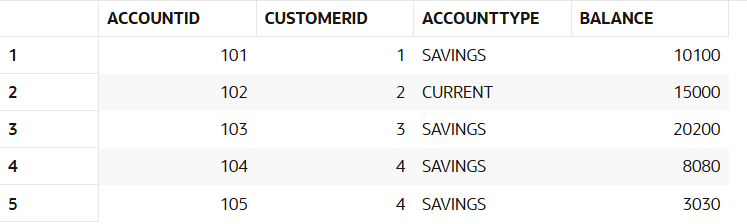 ACCOUNTID CUSTOMERID ACCOUNTTYPE BALANCE
1 101 1 SAVINGS 10100
2 102 2 CURRENT 15000
3 103 3 SAVINGS 20200
4 104 4 SAVINGS 8080
5 105 4 SAVINGS 3030